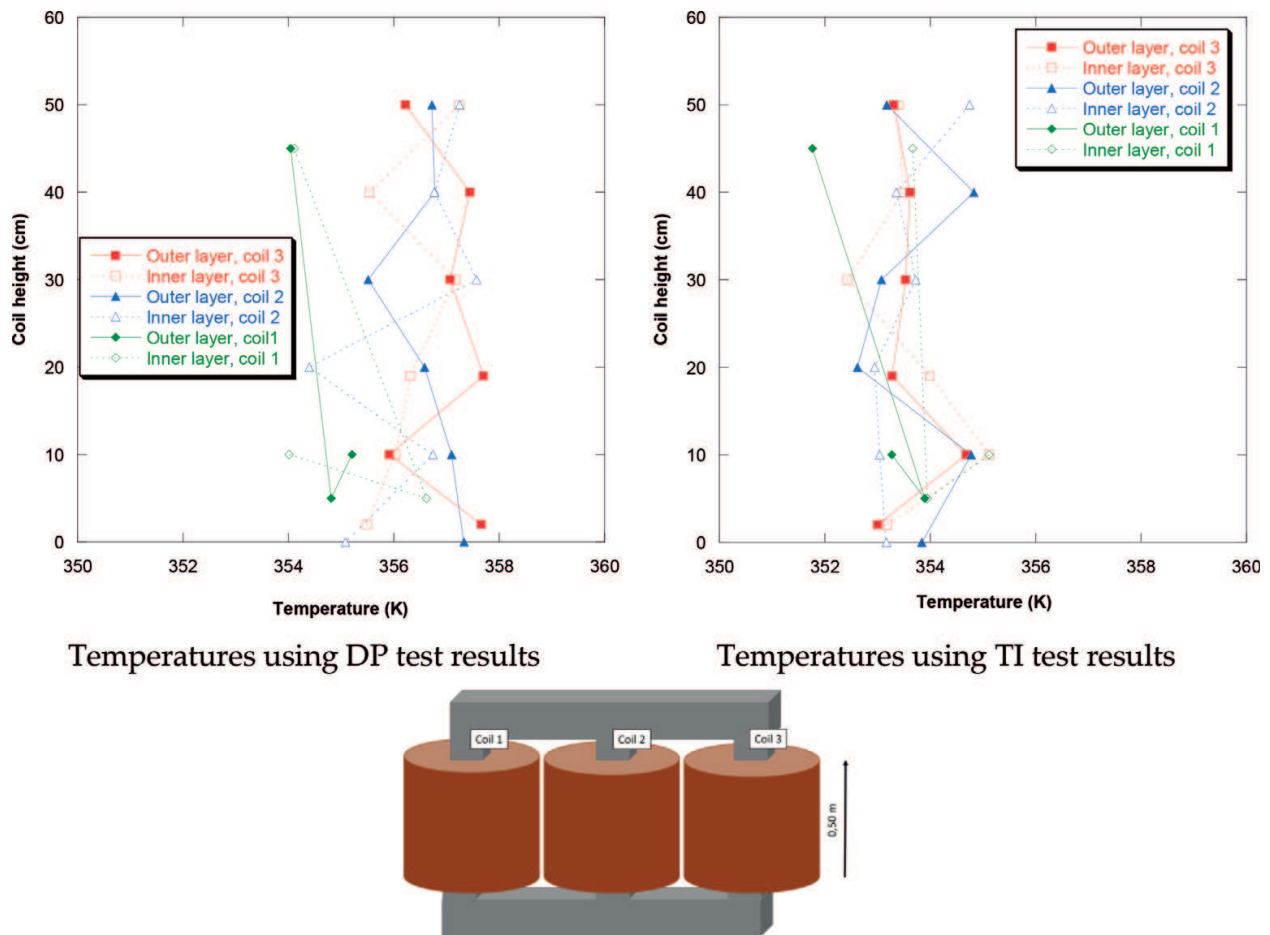 60
50
40
30
20
10
0
Coil height (cm)
Outer layer, coil 3
Inner layer, coil 3
Outer layer, coil 2
Inner layer, coil 2
Outer layer, coil1
Inner layer, coil 1
350 352 354 356 358 360
Temperature (K)
Temperatures using DP test results
60
50
40
30
20
10
0
Coil height (cm)
Outer layer, coil 3
Inner layer, coil 3
Outer layer, coil 2
Inner layer, coil 2
Outer layer, coil 1
Inner layer, coil 1
350 352 354 356 358 360
Temperature (K)
Temperatures using TI test results
Coil 1 Coil 2 Coil 3
0,50 m